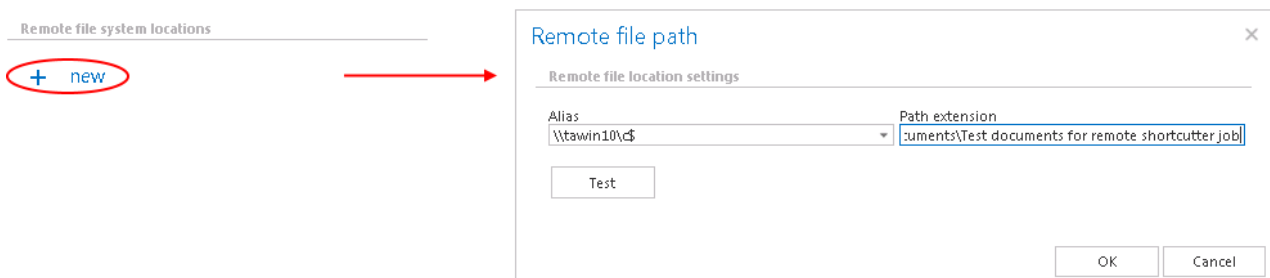 Remote file system locations
+ new
Remote file path
Remote file location settings
Alias
Path extension
\\tawin10\c$
:uments\Test documents for remote shortcutter job
Test
OK
Cancel